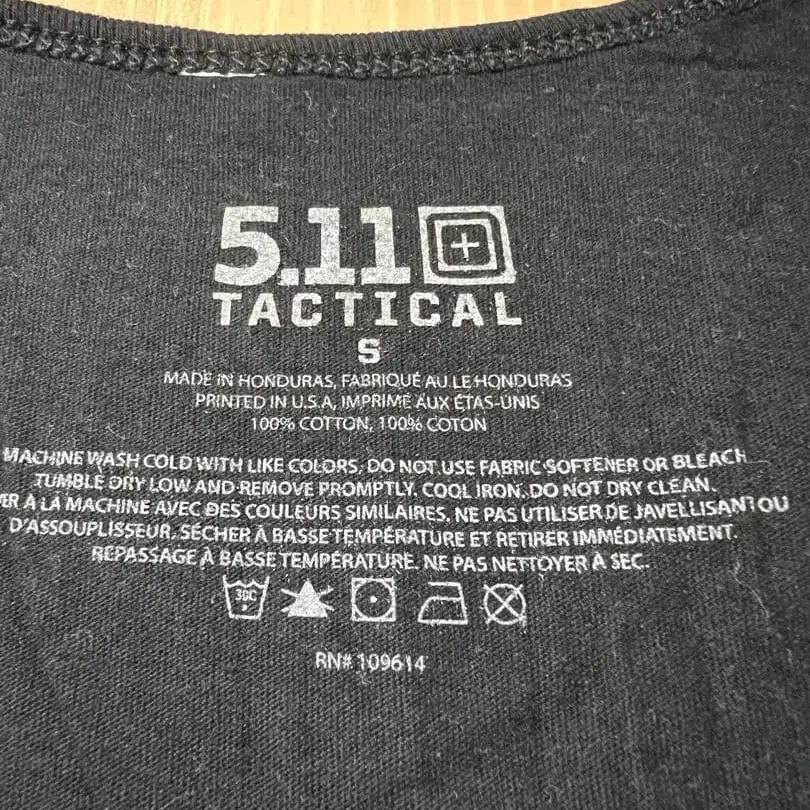 5.11
TACTICAL
S
MADE IN HONDURAS, FABRIQUÉ AU LE HONDURAS
PRINTED IN U.S.A, IMPRIMÉ AUX ÉTAS-UNIS
100% COTTON, 100% COTON
MACHINE WASH COLD WITH LIKE COLORS, DO NOT USE FABRIC SOFTENER OR BLEACH
TUMBLE DRY LOW AND REMOVE PROMPTLY. COOL IRON. DO NOT DRY CLEAN.
À LA MACHINE AVEC DES COULEURS SIMILAIRES. NE PAS UTILISER DE JAVELLISANT OU
D'ASSOUPLISSEUR. SÉCHER À BASSE TEMPÉRATURE ET RETIRER IMMÉDIATEMENT.
REPASSAGE À BASSE TEMPÉRATURE. NE PAS NETTOYER À SEC.
30C
RN# 109614